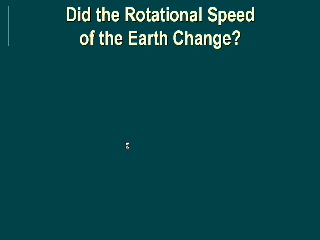 Did the Rotational Speed
of the Earth Change?